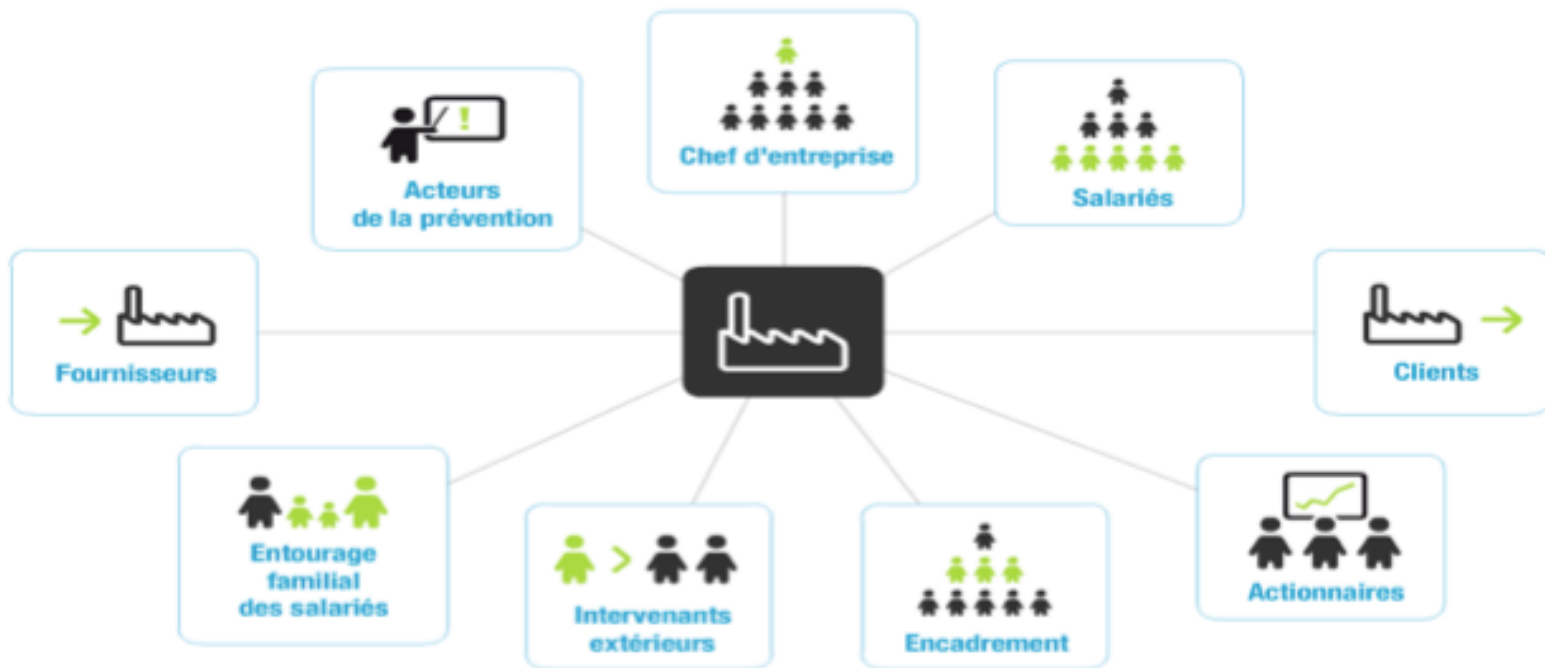 Chef d'entreprise
Acteurs
de la prévention
Salariés
Fournisseurs
Clients
Entourage
familial
des salariés
Intervenants
extérieurs
Encadrement
Actionnaires